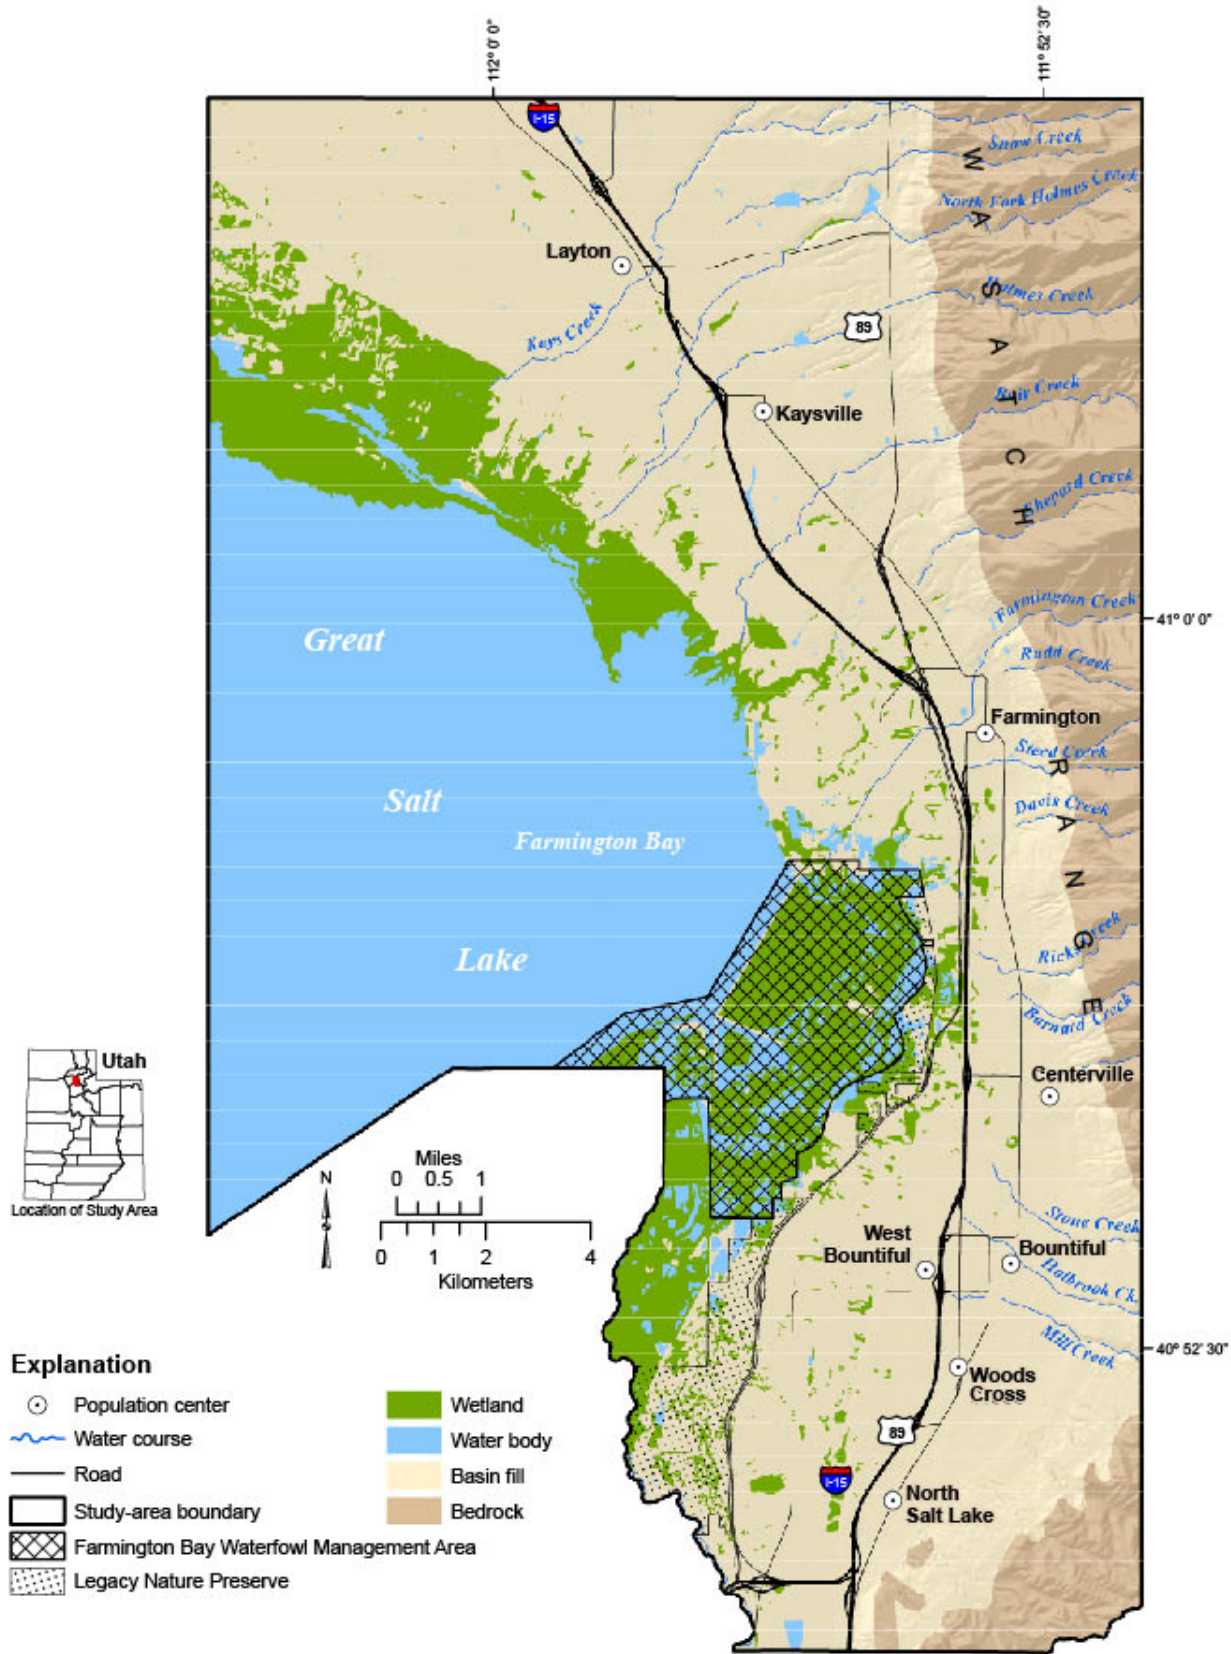 112° 0' 0"
111° 52' 30"
I-15
Snow Creek
North Fork Holmes Creek
Layton
Holmes Creek
Kays Creek
89
Bair Creek
Kaysville
Shepard Creek
WASATCH RANGE
Farmington Creek
41° 0' 0"
Great
Rudd Creek
Farmington
Steed Creek
Salt
Davis Creek
Farmington Bay
Ricks Creek
Lake
Barnard Creek
Utah
Centerville
Location of Study Area
N
Miles
0 0.5 1
0 1 2 4
Kilometers
Stone Creek
West
Bountiful
Bountiful
Holbrook Ck.
Mill Creek
40° 52' 30"
Woods
Cross
89
I-15
North
Salt Lake
Explanation
Population center
Water course
Road
Study-area boundary
Farmington Bay Waterfowl Management Area
Legacy Nature Preserve
Wetland
Water body
Basin fill
Bedrock